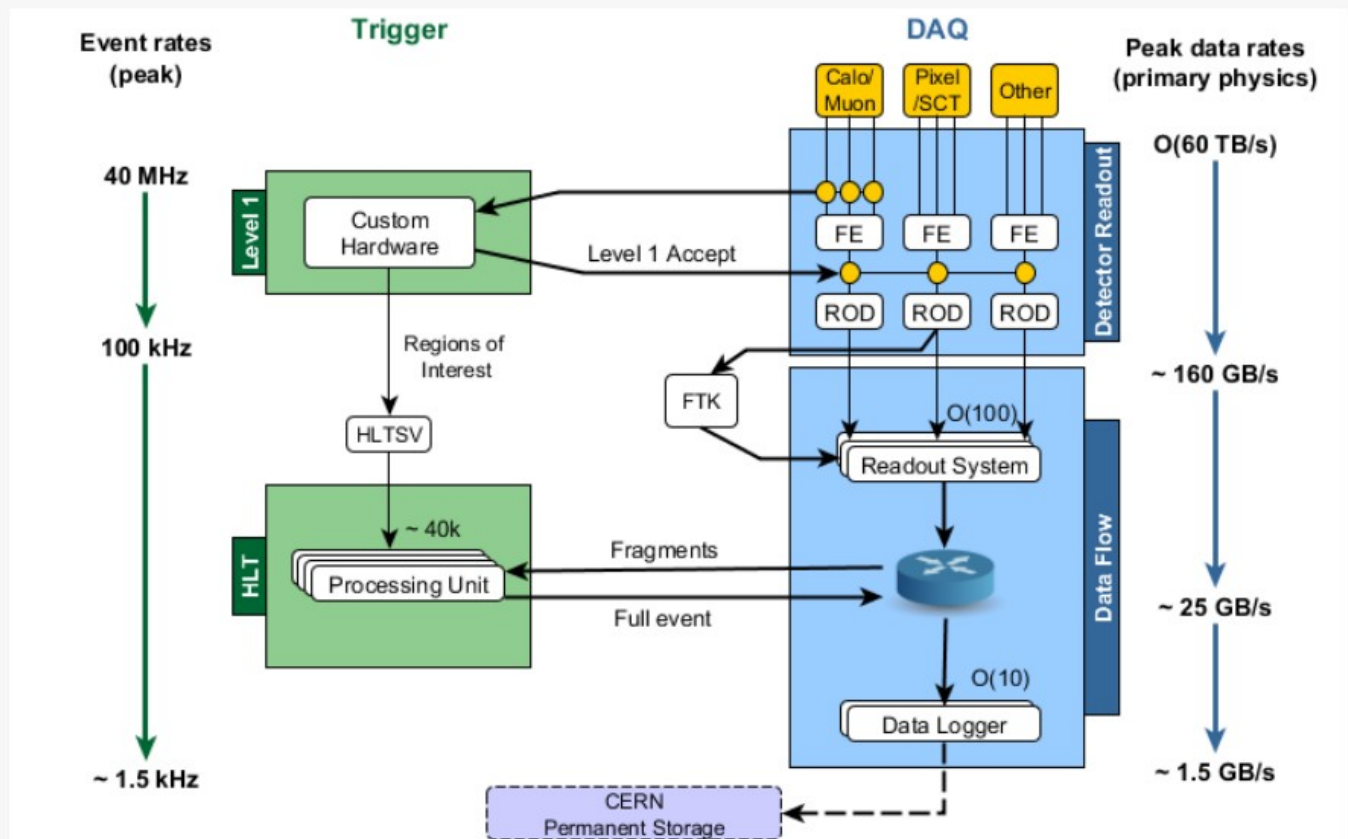 Trigger
DAQ
Event rates
(peak)
Peak data rates
(primary physics)
Calo/
Muon
Pixel
/SCT
Other
O(60 TB/s)
40 MHz
Level 1
Custom
Hardware
FE
FE
FE
Level 1 Accept
Detector Readout
ROD
ROD
ROD
100 kHz
Regions of
Interest
~ 160 GB/s
FTK
O(100)
HLTSV
Readout System
~ 40k
HLT
Processing Unit
Fragments
Full event
Data Flow
~ 25 GB/s
O(10)
Data Logger
~ 1.5 kHz
~ 1.5 GB/s
CERN
Permanent Storage